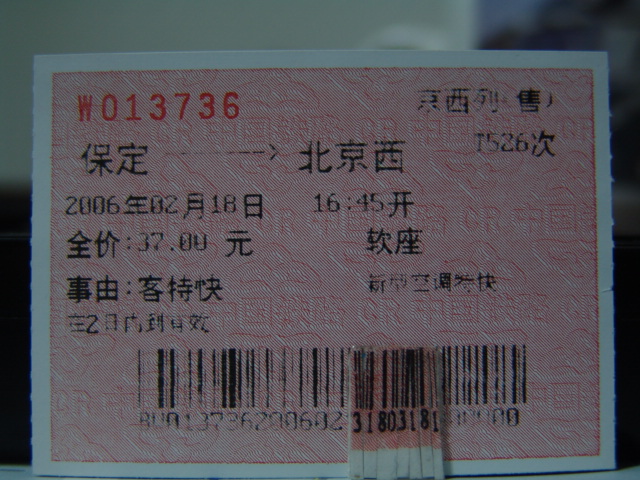 W013736
京西列(售)
保定 -----> 北京西
T526次
2006年02月18日 16:45开
全价:37.00 元 软座
事由:客特快 新型空调特快
在2日内到有效
31803181